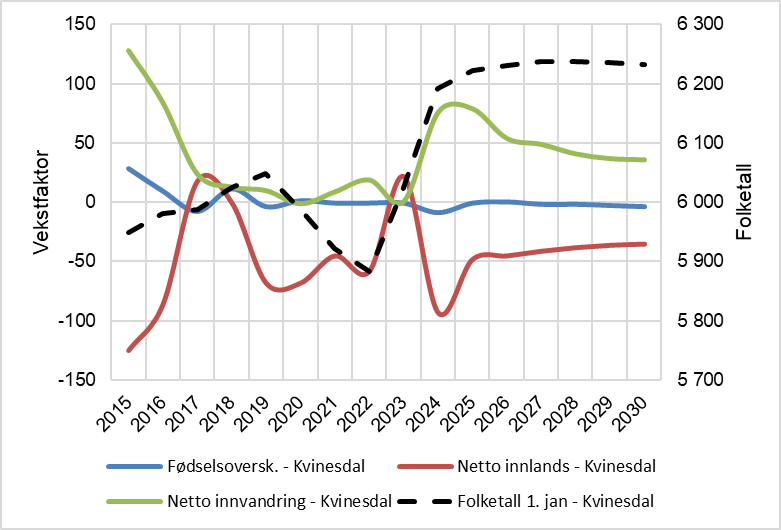 150
100
50
0
-50
-100
-150
Vekstfaktor
6 300
6 200
6 100
6 000
5 900
5 800
5 700
Folketall
2015 2016 2017 2018 2019 2020 2021 2022 2023 2024 2025 2026 2027 2028 2029 2030
Fødselsoversk. - Kvinesdal Netto innlands - Kvinesdal
Netto innvandring - Kvinesdal Folketall 1. jan - Kvinesdal